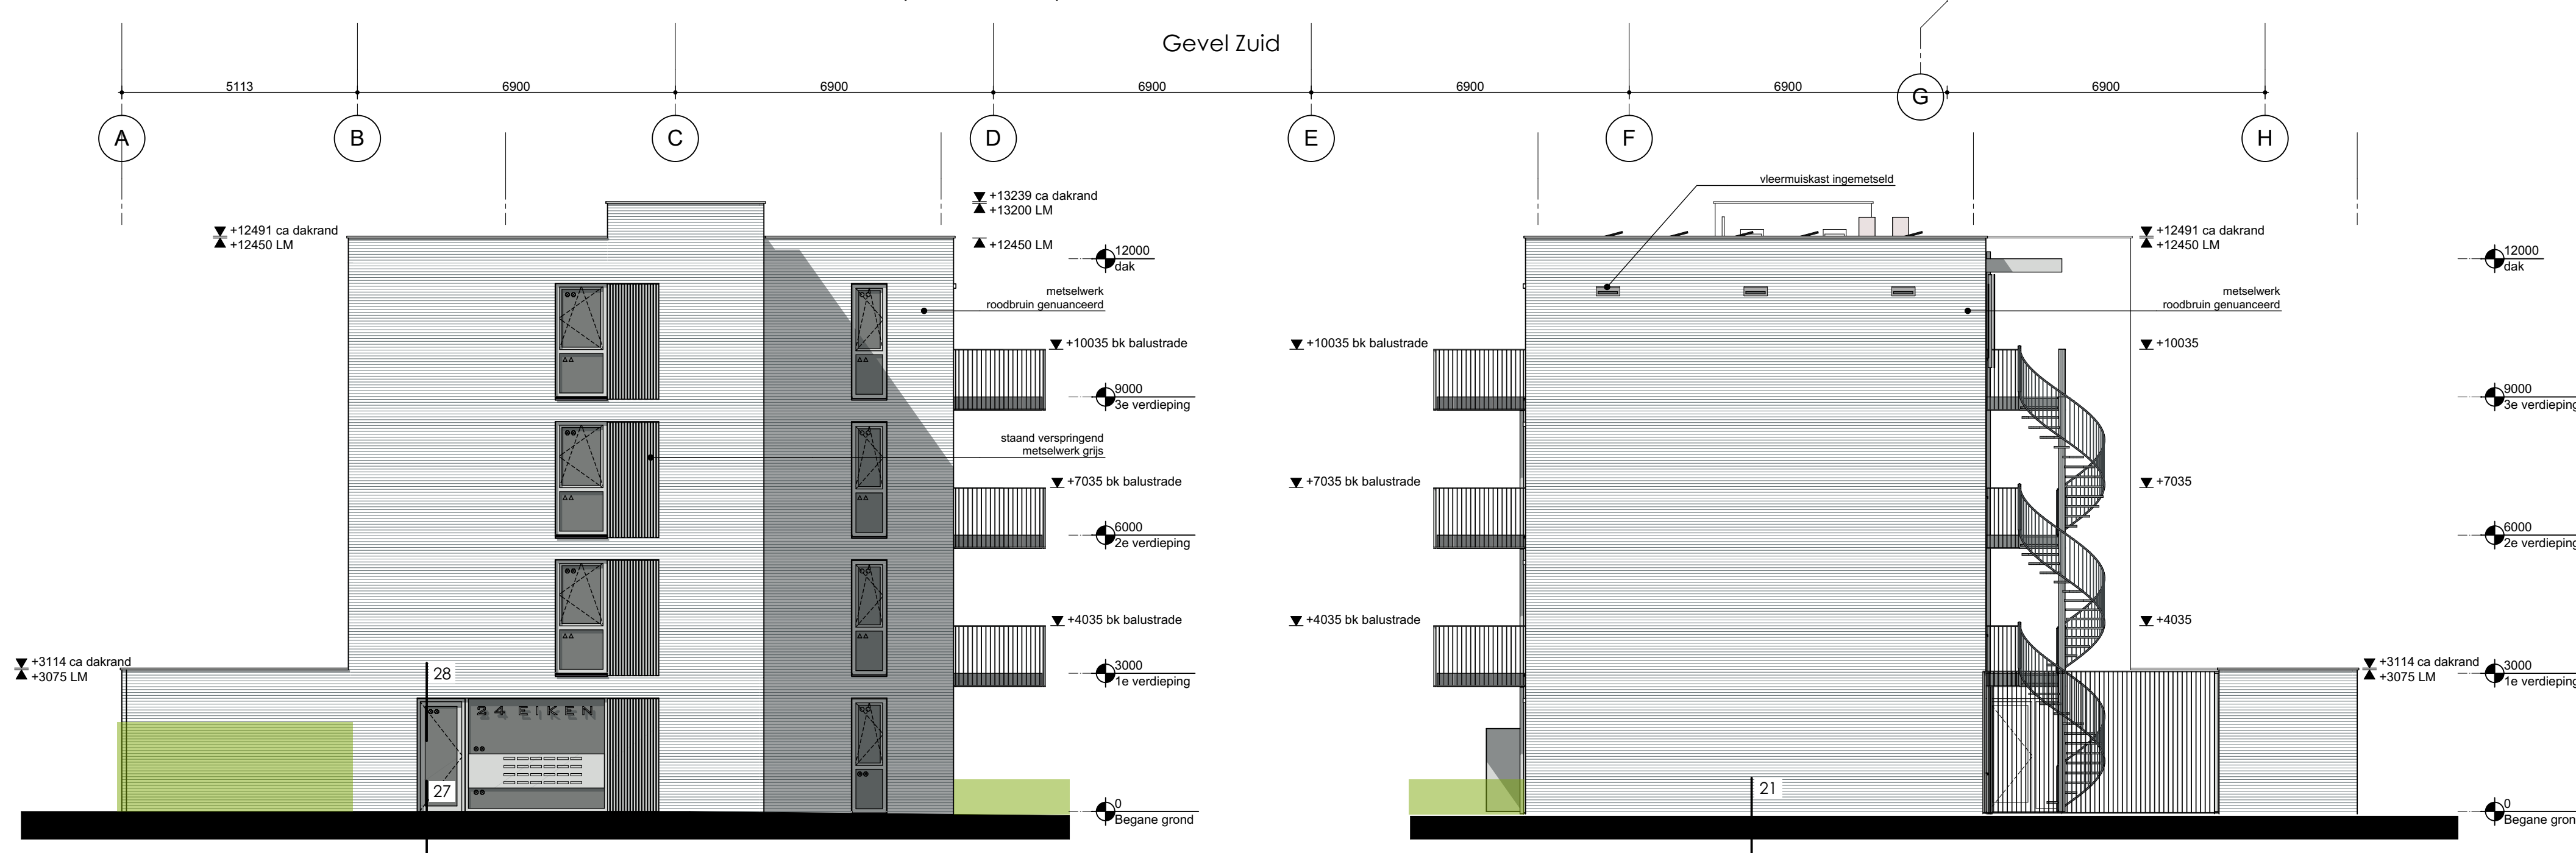 Gevel Zuid
5113
6900
6900
6900
6900
6900
6900
A
B
C
D
E
F
G
H
+12491 ca dakrand
+12450 LM
+13239 ca dakrand
+13200 LM
+12450 LM
12000
dak
metselwerk
roodbruin genuanceerd
+10035 bk balustrade
9000
3e verdieping
staand verspringend
metselwerk grijs
+7035 bk balustrade
6000
2e verdieping
+4035 bk balustrade
3000
1e verdieping
+3114 ca dakrand
+3075 LM
28
24 EIKEN
27
0
Begane grond
vleermuiskast ingemetseld
+12491 ca dakrand
+12450 LM
12000
dak
metselwerk
roodbruin genuanceerd
+10035 bk balustrade
+10035
9000
3e verdieping
+7035 bk balustrade
+7035
6000
2e verdieping
+4035 bk balustrade
+4035
+3114 ca dakrand
+3075 LM
3000
1e verdieping
21
0
Begane gron